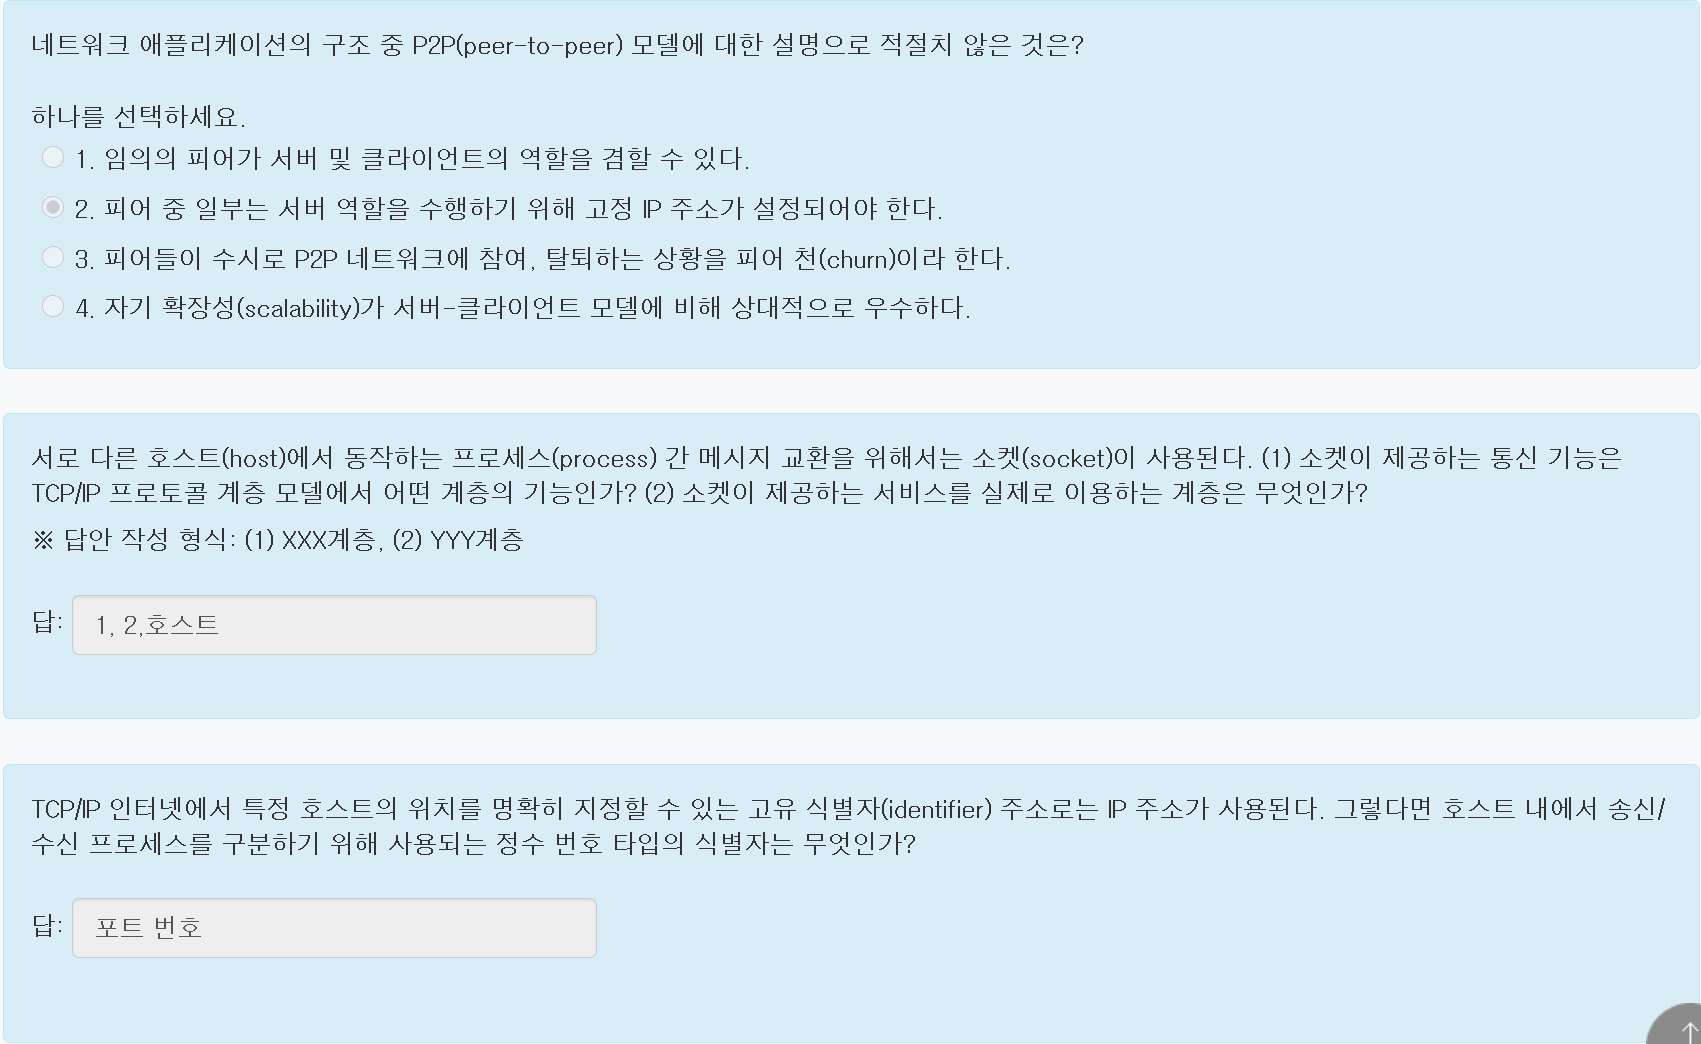 네트워크 애플리케이션의 구조 중 P2P(peer-to-peer) 모델에 대한 설명으로 적절치 않은 것은?
하나를 선택하세요.
1. 임의의 피어가 서버 및 클라이언트의 역할을 겸할 수 있다.
2. 피어 중 일부는 서버 역할을 수행하기 위해 고정 IP 주소가 설정되어야 한다.
3. 피어들이 수시로 P2P 네트워크에 참여, 탈퇴하는 상황을 피어 천(churn)이라 한다.
4. 자기 확장성(scalability)가 서버-클라이언트 모델에 비해 상대적으로 우수하다.
서로 다른 호스트(host)에서 동작하는 프로세스(process) 간 메시지 교환을 위해서는 소켓(socket)이 사용된다. (1) 소켓이 제공하는 통신 기능은
TCP/IP 프로토콜 계층 모델에서 어떤 계층의 기능인가? (2) 소켓이 제공하는 서비스를 실제로 이용하는 계층은 무엇인가?
※ 답안 작성 형식: (1) XXX계층, (2) YYY계층
답: 1, 2,호스트
TCP/IP 인터넷에서 특정 호스트의 위치를 명확히 지정할 수 있는 고유 식별자(identifier) 주소로는 IP 주소가 사용된다. 그렇다면 호스트 내에서 송신/
수신 프로세스를 구분하기 위해 사용되는 정수 번호 타입의 식별자는 무엇인가?
답: 포트 번호